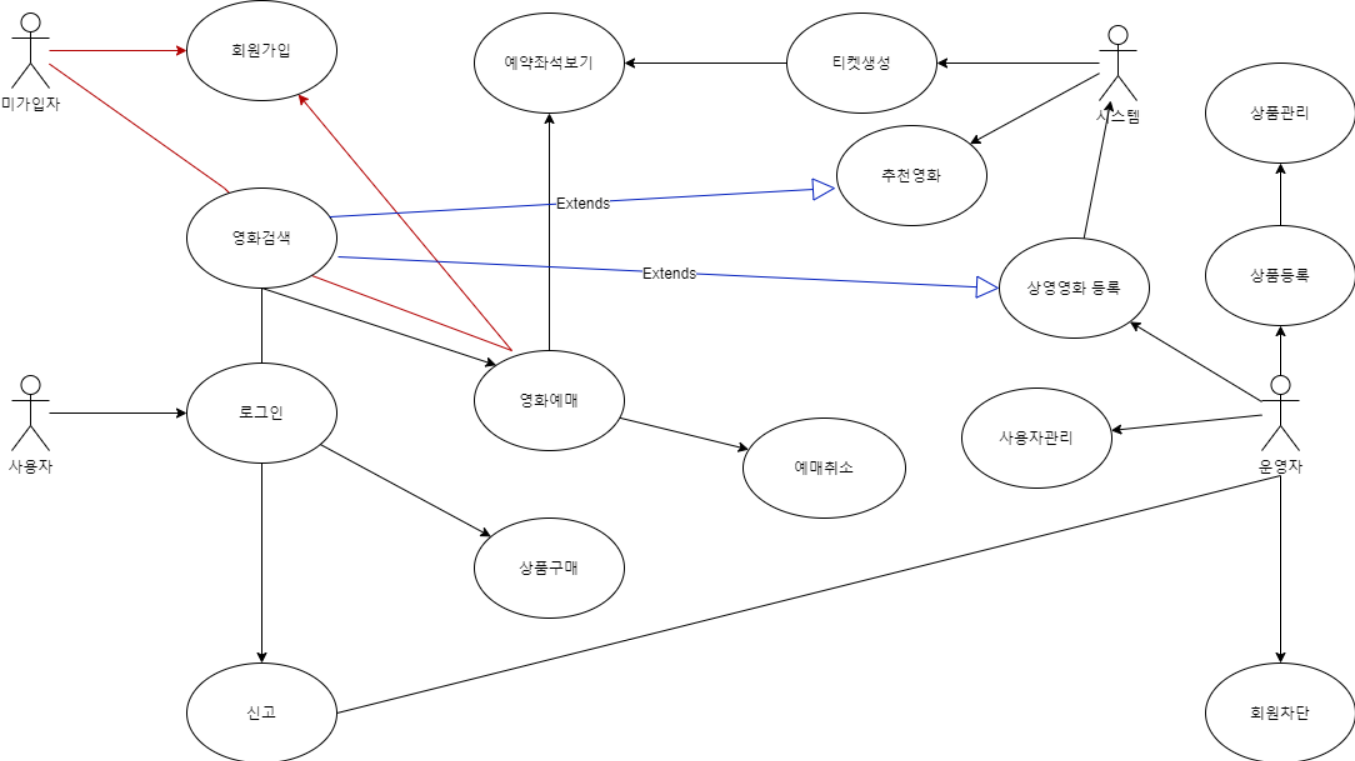 회원가입
예약좌석보기
티켓생성
미가입자
시스템
상품관리
추천영화
Extends
영화검색
Extends
상영영화 등록
상품등록
영화예매
로그인
사용자관리
사용자
예매취소
운영자
상품구매
신고
회원차단